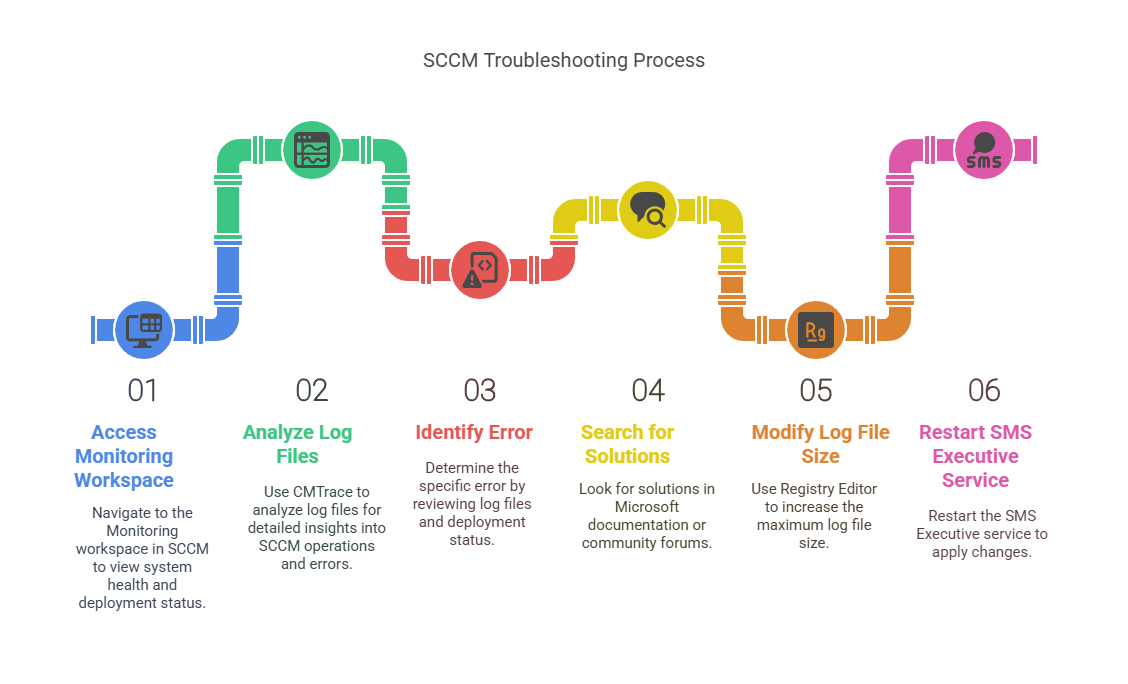 SCCM Troubleshooting Process
sms
Rg
01
Access
Monitoring
Workspace
Navigate to the
Monitoring
workspace in SCCM
to view system
health and
deployment status.
02
Analyze Log
Files
Use CMTrace to
analyze log files for
detailed insights into
SCCM operations
and errors.
03
Identify Error
Determine the
specific error by
reviewing log files
and deployment
status.
04
Search for
Solutions
Look for solutions in
Microsoft
documentation or
community forums.
05
Modify Log File
Size
Use Registry Editor
to increase the
maximum log file
size.
06
Restart SMS
Executive
Service
Restart the SMS
Executive service to
apply changes.